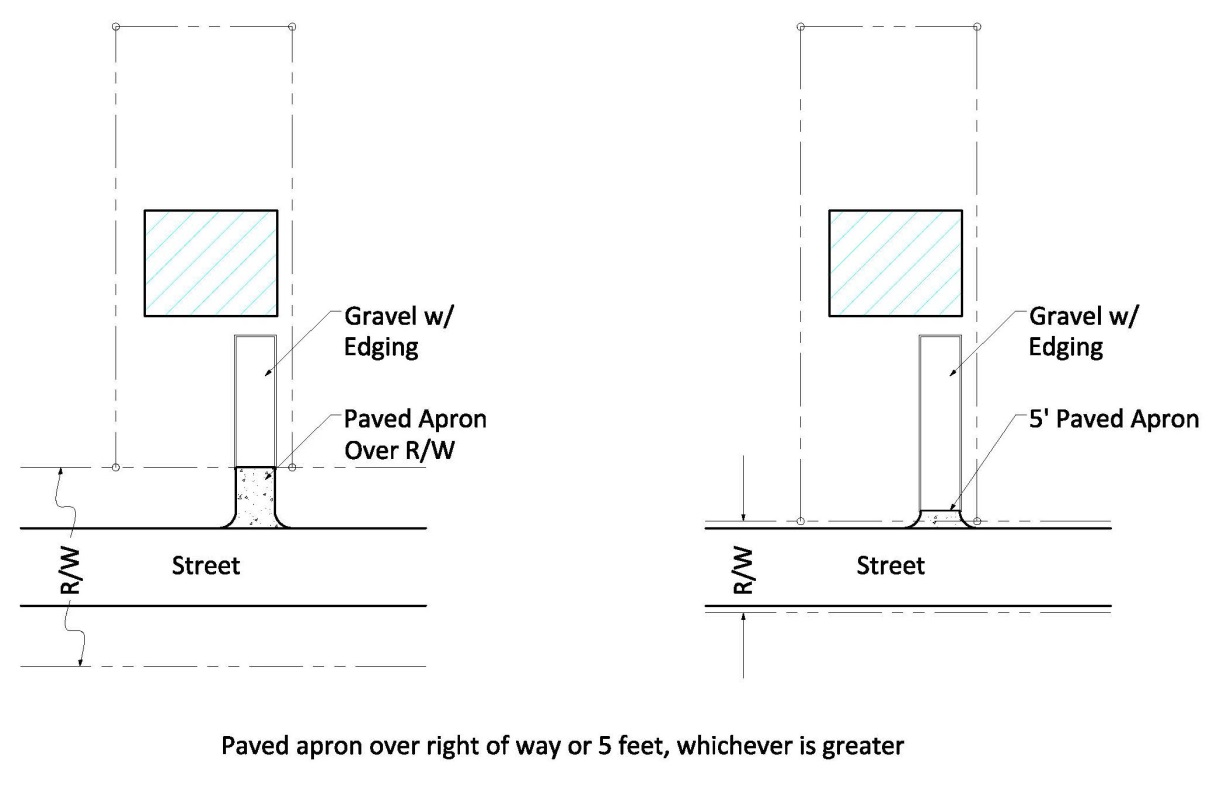 Gravel w/
Edging
Paved Apron
Over R/W
R/W
Street
Gravel w/
Edging
5' Paved Apron
R/W
Street
Paved apron over right of way or 5 feet, whichever is greater